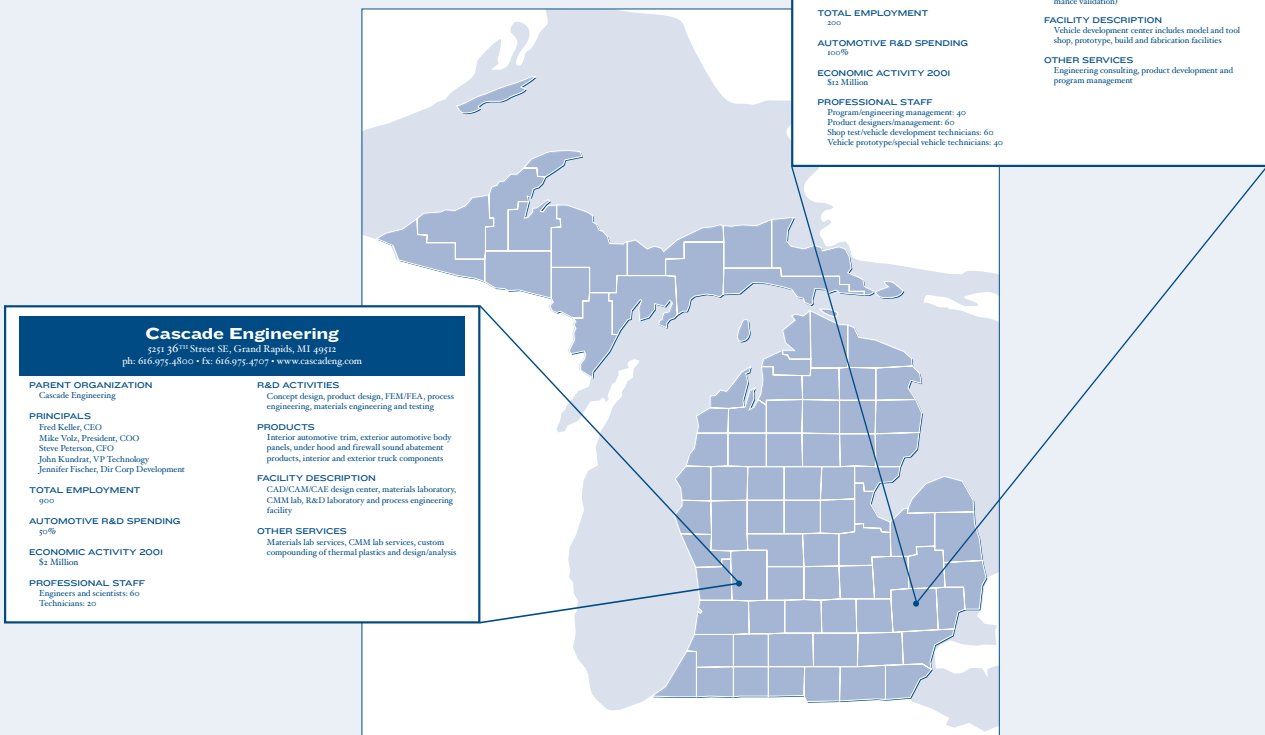 TOTAL EMPLOYMENT
200
AUTOMOTIVE R&D SPENDING
100%
ECONOMIC ACTIVITY 2001
$12 Million
PROFESSIONAL STAFF
Program/engineering management: 40
Product designers/management: 60
Shop test/vehicle development technicians: 60
Vehicle prototype/special vehicle technicians: 40
mance validation)
FACILITY DESCRIPTION
Vehicle development center includes model and tool
shop, prototype, build and fabrication facilities
OTHER SERVICES
Engineering consulting, product development and
program management
Cascade Engineering
5251 36TH Street SE, Grand Rapids, MI 49512
ph: 616.975.4800 • fx: 616.975.4707 • www.cascadeng.com
PARENT ORGANIZATION
Cascade Engineering
PRINCIPALS
Fred Keller, CEO
Mike Volz, President, COO
Steve Peterson, CFO
John Kundrat, VP Technology
Jennifer Fischer, Dir Corp Development
TOTAL EMPLOYMENT
900
AUTOMOTIVE R&D SPENDING
50%
ECONOMIC ACTIVITY 2001
$2 Million
PROFESSIONAL STAFF
Engineers and scientists: 60
Technicians: 20
R&D ACTIVITIES
Concept design, product design, FEM/FEA, process
engineering, materials engineering and testing
PRODUCTS
Interior automotive trim, exterior automotive body
panels, under hood and firewall sound abatement
products, interior and exterior truck components
FACILITY DESCRIPTION
CAD/CAM/CAE design center, materials laboratory,
CMM lab, R&D laboratory and process engineering
facility
OTHER SERVICES
Materials lab services, CMM lab services, custom
compounding of thermal plastics and design/analysis